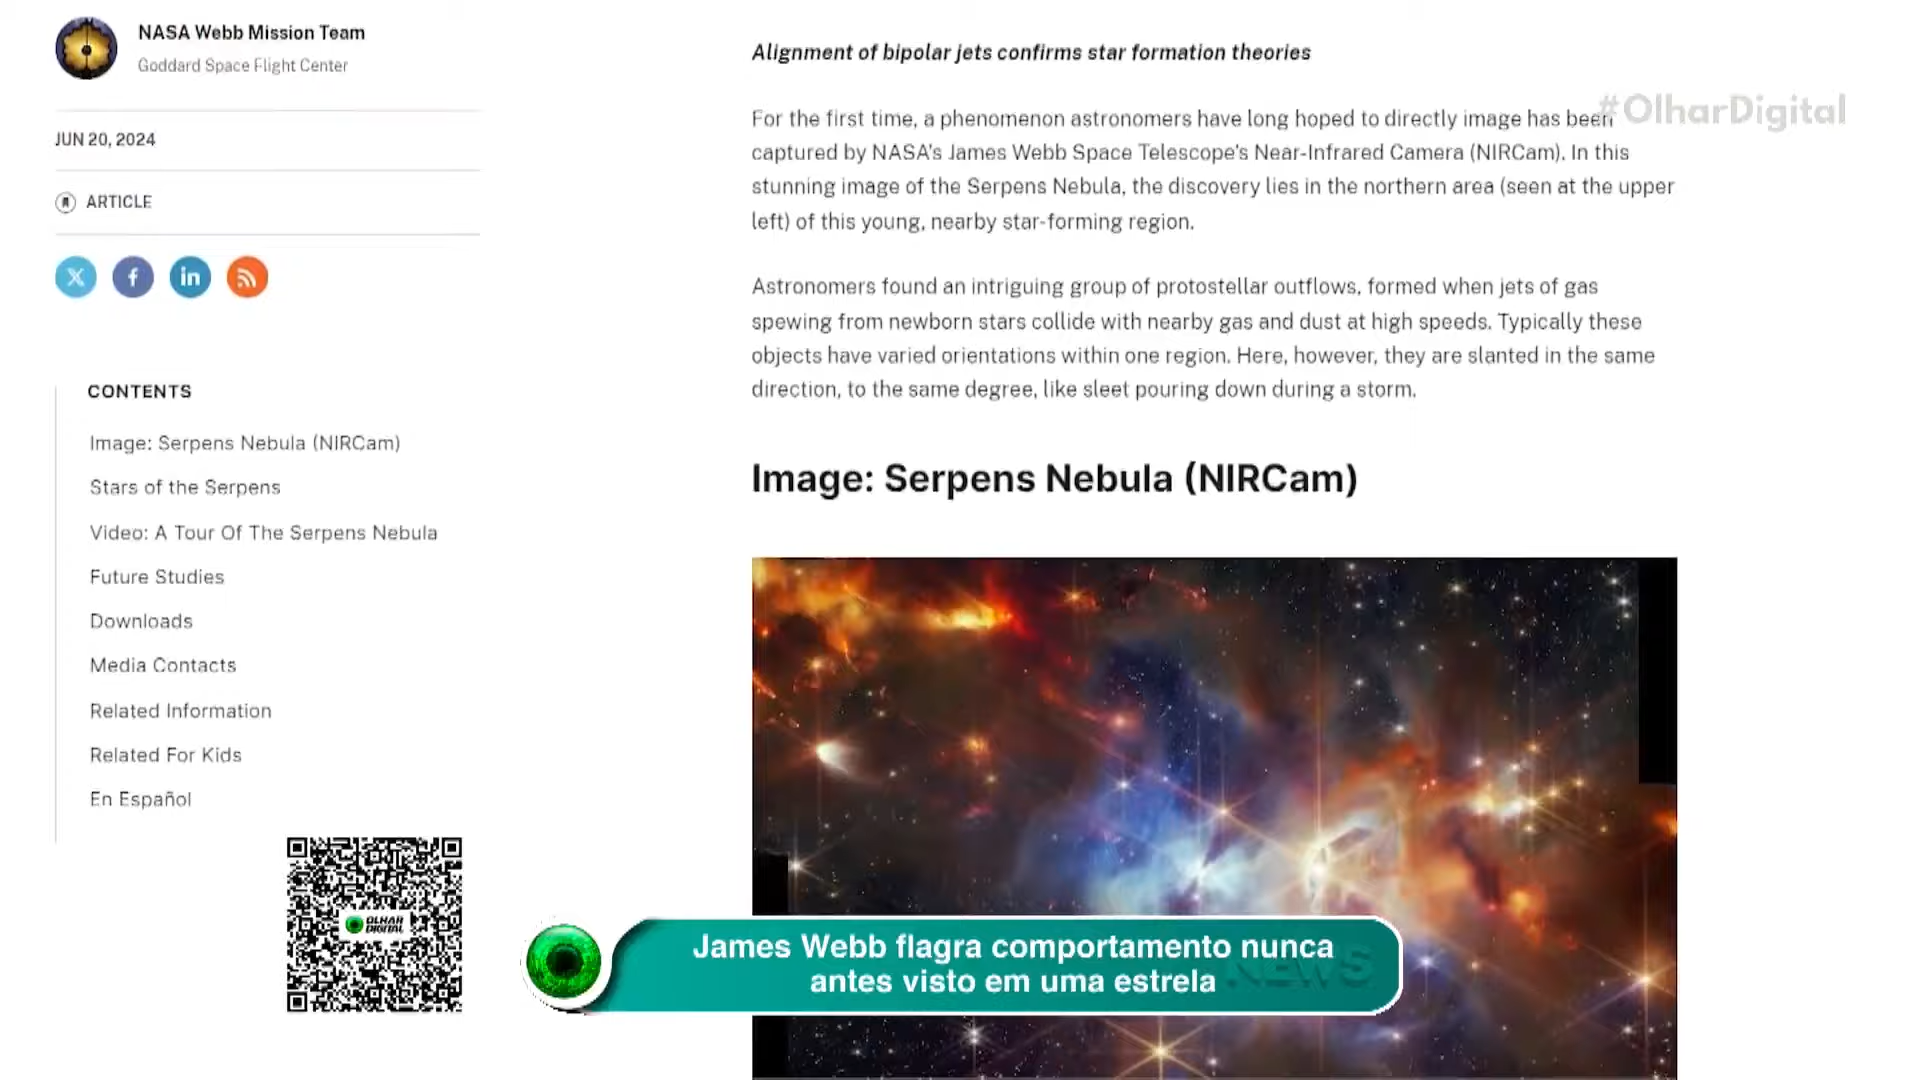 NASA Webb Mission Team
Goddard Space Flight Center
JUN 20, 2024
ARTICLE
CONTENTS
Image: Serpens Nebula (NIRCam)
Stars of the Serpens
Video: A Tour Of The Serpens Nebula
Future Studies
Downloads
Media Contacts
Related Information
Related For Kids
En Español
OLHAR
DIGITAL
#OlharDigital
Alignment of bipolar jets confirms star formation theories
For the first time, a phenomenon astronomers have long hoped to directly image has been
captured by NASA's James Webb Space Telescope's Near-Infrared Camera (NIRCam). In this
stunning image of the Serpens Nebula, the discovery lies in the northern area (seen at the upper
left) of this young, nearby star-forming region.
Astronomers found an intriguing group of protostellar outflows, formed when jets of gas
spewing from newborn stars collide with nearby gas and dust at high speeds. Typically these
objects have varied orientations within one region. Here, however, they are slanted in the same
direction, to the same degree, like sleet pouring down during a storm.
Image: Serpens Nebula (NIRCam)
James Webb flagra comportamento nunca
antes visto em uma estrela
NEWS